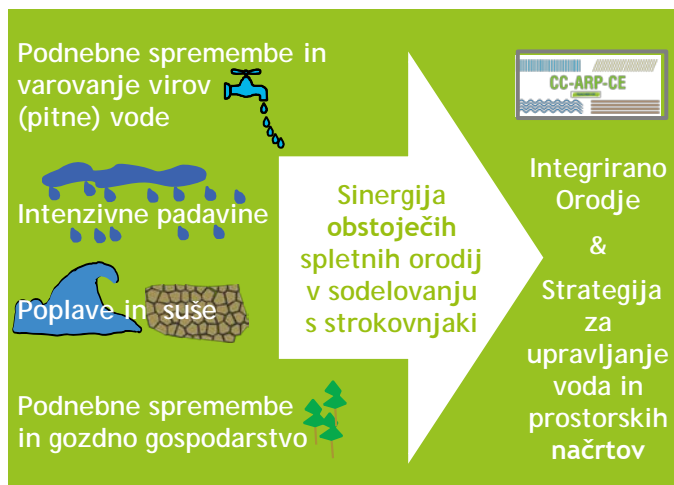 Podnebne spremembe in
varovanje virov
(pitne) vode
Intenzivne padavine
Poplave in suše
Podnebne spremembe
in gozdno gospodarstvo
Sinergija
obstoječih
spletnih orodij
v sodelovanju
s strokovnjaki
CC-ARP-CE
Integrirano
Orodje
&
Strategija
za
upravljanje
voda in
prostorskih
načrtov